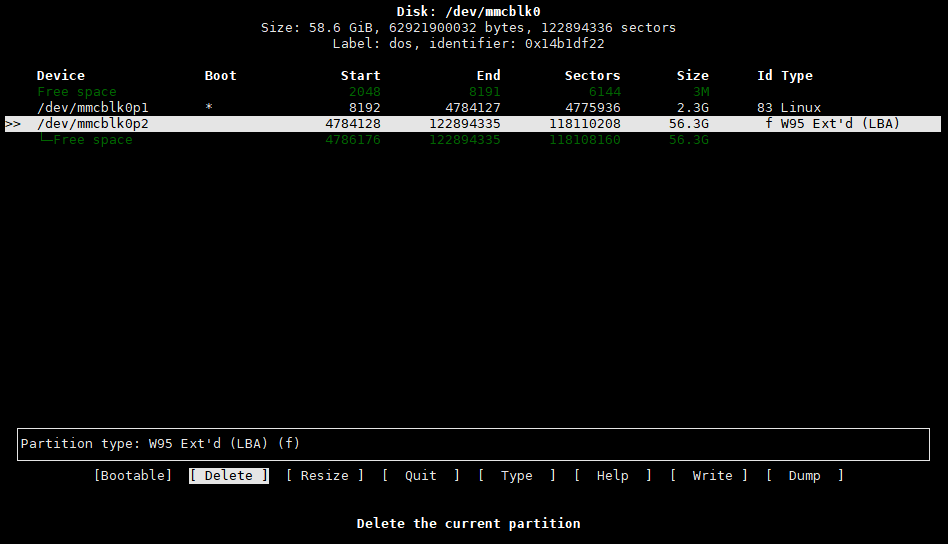 Disk: /dev/mmcblk0
Size: 58.6 GiB, 62921900032 bytes, 122894336 sectors
Label: dos, identifier: 0x14b1df22
Device Boot Start End Sectors Size Id Type
Free space 2048 8191 6144 3M
/dev/mmcblk0p1 * 8192 4784127 4775936 2.3G 83 Linux
>> /dev/mmcblk0p2 4784128 122894335 118110208 56.3G f W95 Ext'd (LBA)
└─Free space 4786176 122894335 118108160 56.3G
Partition type: W95 Ext'd (LBA) (f)
[Bootable] [ Delete ] [ Resize ] [ Quit ] [ Type ] [ Help ] [ Write ] [ Dump ]
Delete the current partition